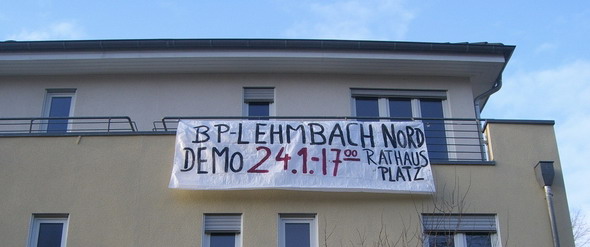 BP-LEHMBACH NORD
DEMO 24.1.-17⁰⁰ RATHAUS
PLATZ